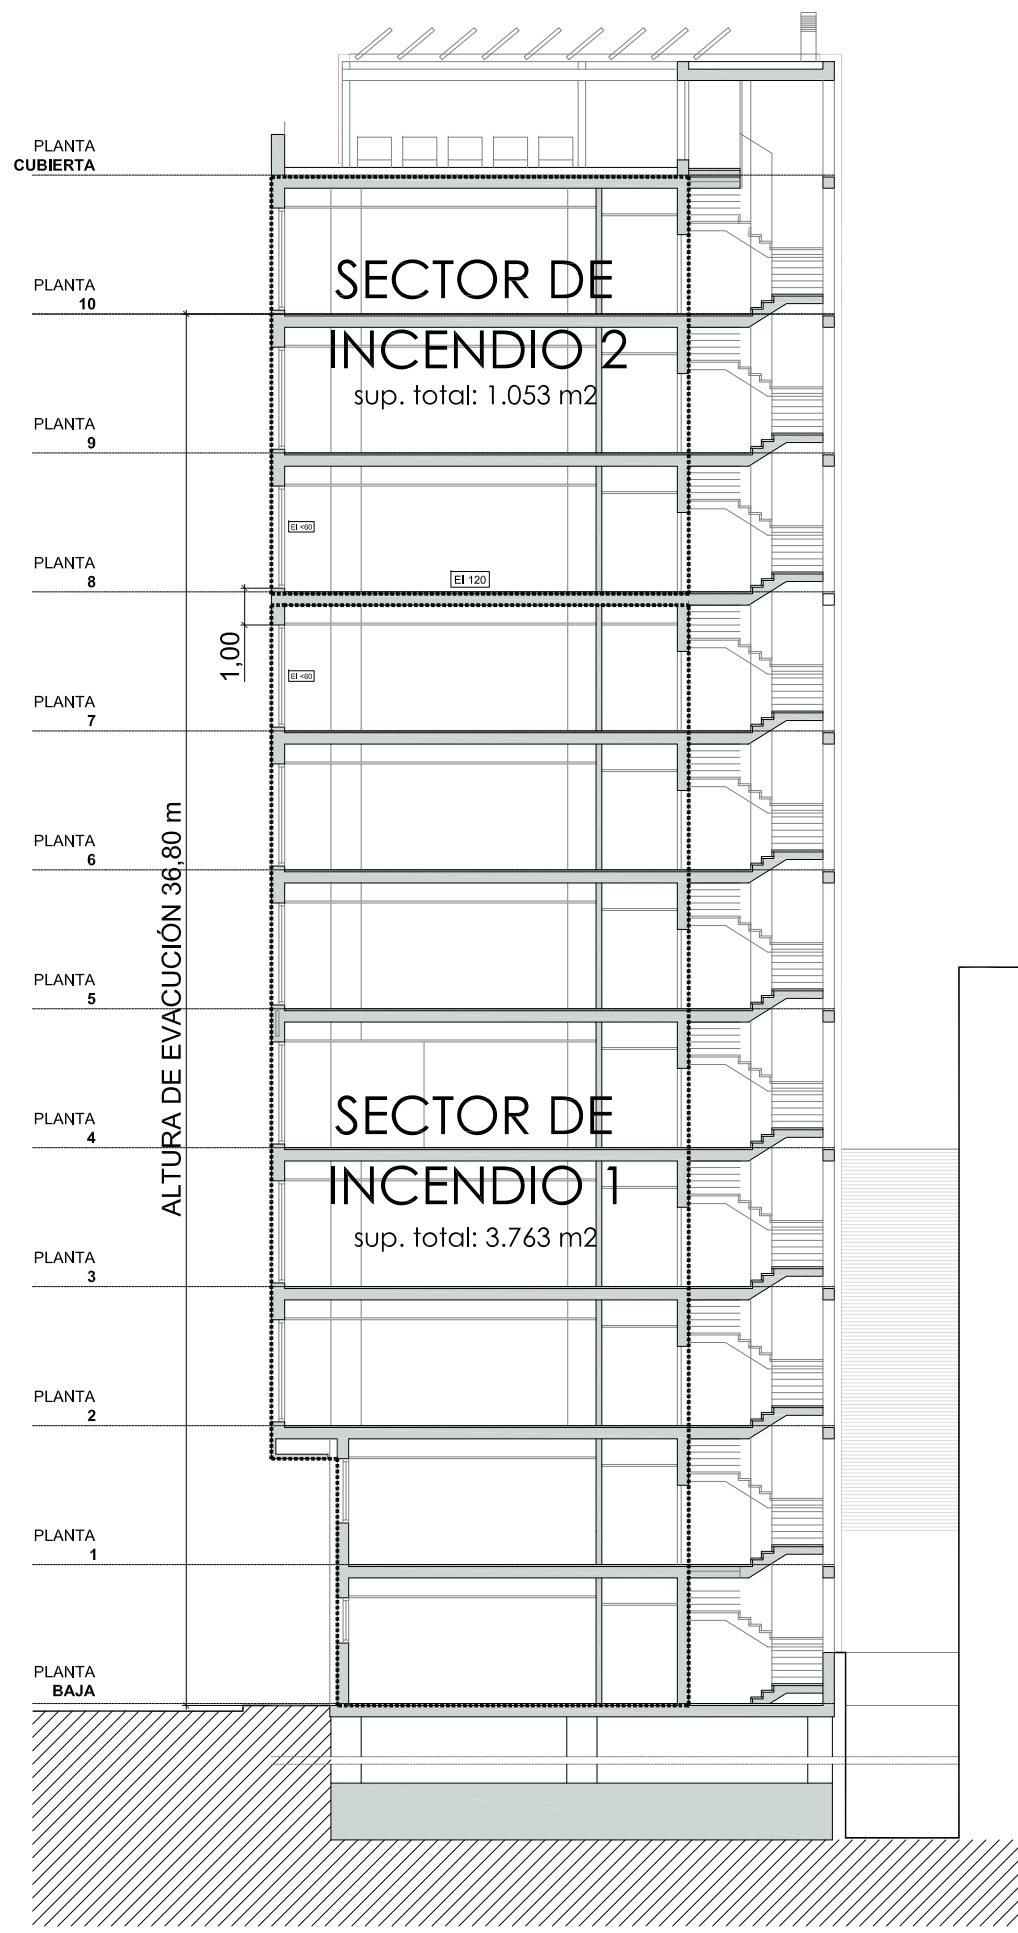 PLANTA
CUBIERTA
SECTOR DE
PLANTA
10
INCENDIO 2
sup. total: 1.053 m2
PLANTA
9
EI <60
PLANTA
8
EI 120
1,00
EI <60
PLANTA
7
ALTURA DE EVACUCIÓN 36,80 m
PLANTA
6
PLANTA
5
SECTOR DE
PLANTA
4
INCENDIO 1
sup. total: 3.763 m2
PLANTA
3
PLANTA
2
PLANTA
1
PLANTA
BAJA